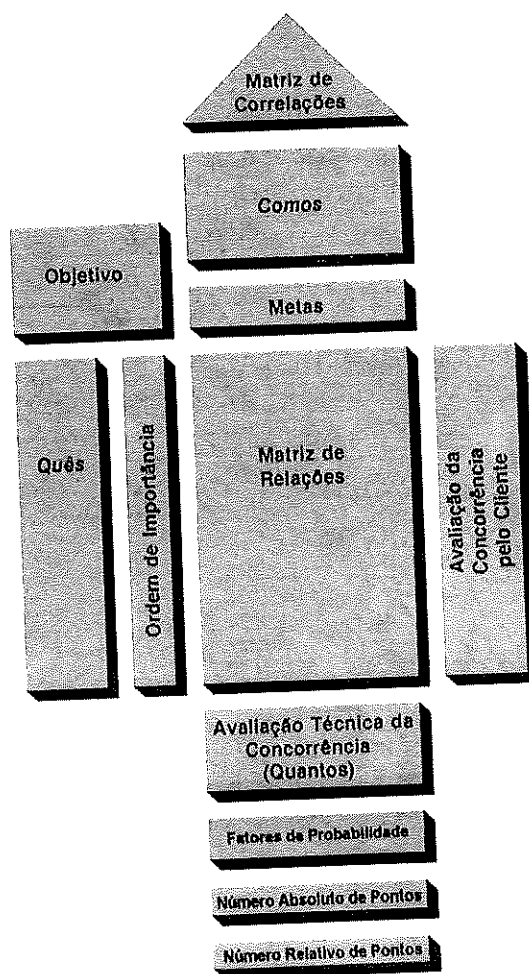 Matriz de
Correlações
Comos
Objetivo
Metas
Quês
Ordem de Importância
Matriz de
Relações
Avaliação da
Concorrência
pelo Cliente
Avaliação Técnica da
Concorrência
(Quantos)
Fatores de Probabilidade
Número Absoluto de Pontos
Número Relativo de Pontos